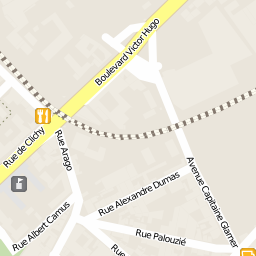 Boulevard Victor Hugo
Rue de Clichy
Rue Arago
Avenue Capitaine Glarner
Rue Alexandre Dumas
Rue Albert Camus
Rue Palouzié